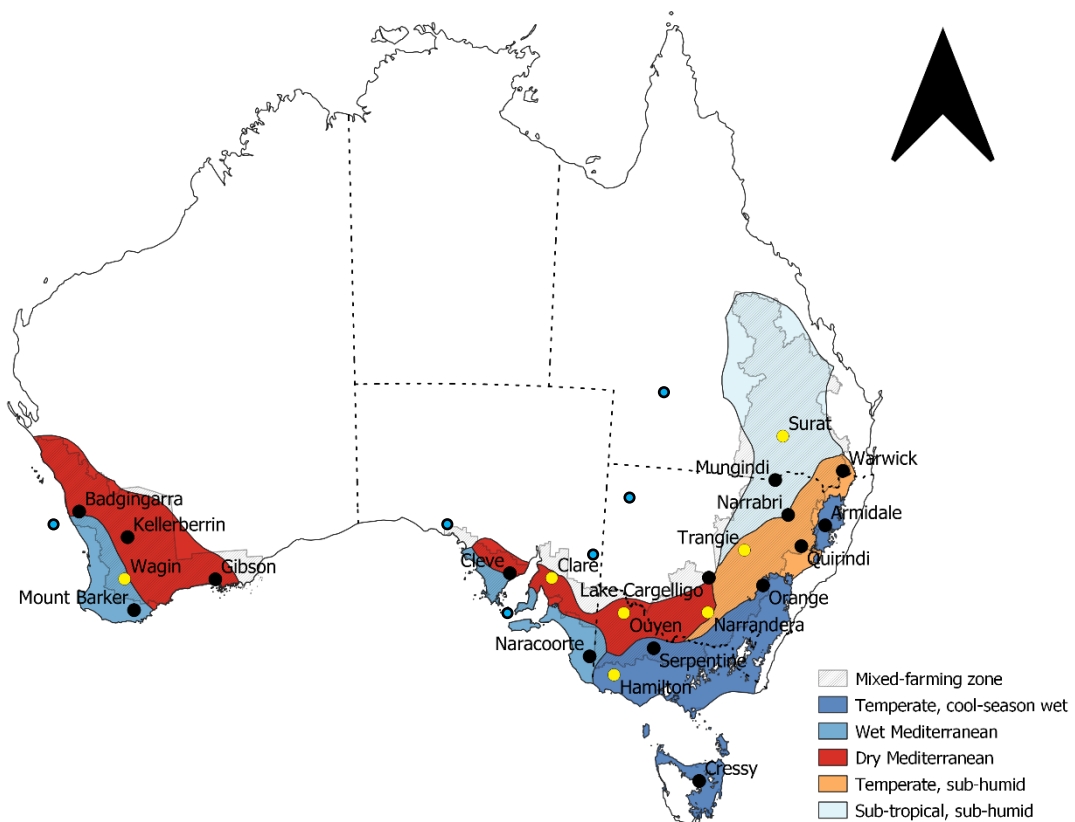 Surat
Warwick
Mungindi
Narrabri
Badgingarra
Armidale
Kellerberrin
Trangie
Quirindi
Cleve
Clare
Wagin
Gibson
Lake-Cargelligo
Mount Barker
Orange
Ouyen
Narrandera
Naracoorte
Serpentine
Hamilton
Mixed-farming zone
Temperate, cool-season wet
Wet Mediterranean
Dry Mediterranean
Cressy
Temperate, sub-humid
Sub-tropical, sub-humid